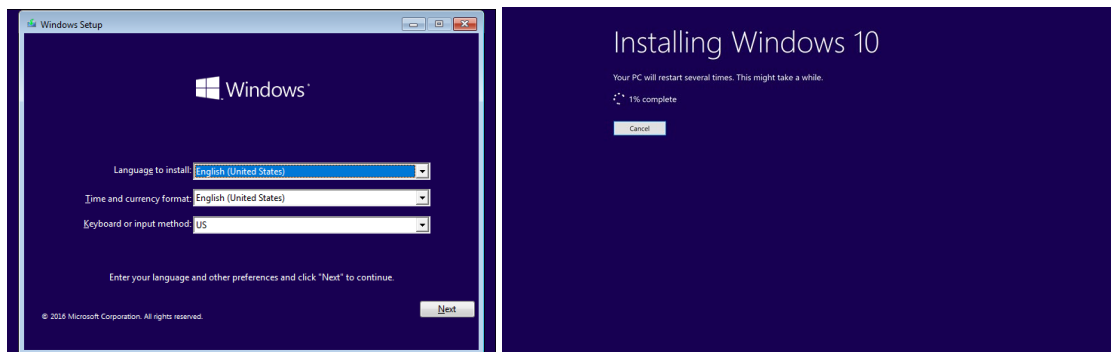 Windows Setup
Windows
Language to install: English (United States)
Time and currency format: English (United States)
Keyboard or input method: US
Enter your language and other preferences and click "Next" to continue.
Next
© 2016 Microsoft Corporation. All rights reserved.
Installing Windows 10
Your PC will restart several times. This might take a while.
1% complete
Cancel